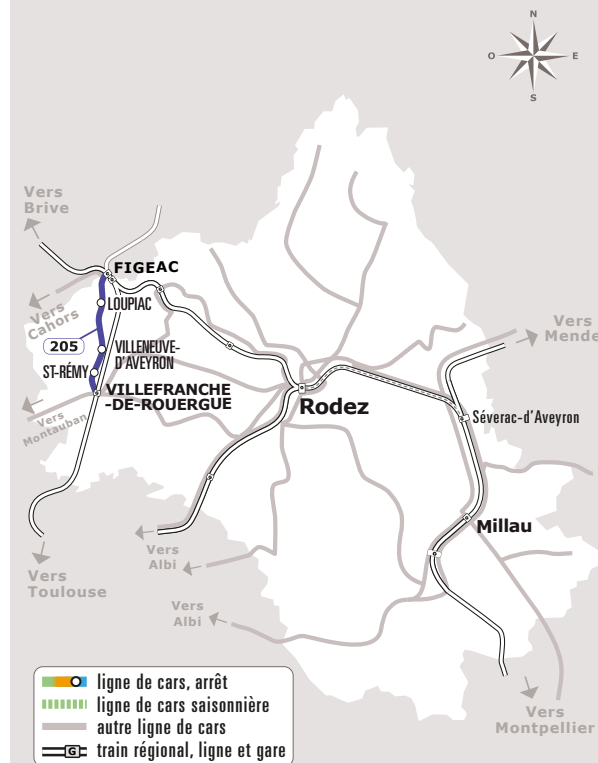 N
O
E
S
Vers
Brive
FIGEAC
LOUPIAC
Vers
Cahors
205
VILLENEUVE-
D'AVEYRON
ST-RÉMY
VILLEFRANCHE
-DE-ROUERGUE
Vers
Montauban
Vers
Mende
Rodez
Séverac-d'Aveyron
Millau
Vers
Albi
Vers
Toulouse
Vers
Albi
Vers
Montpellier
ligne de cars, arrêt
ligne de cars saisonnière
autre ligne de cars
G train régional, ligne et gare